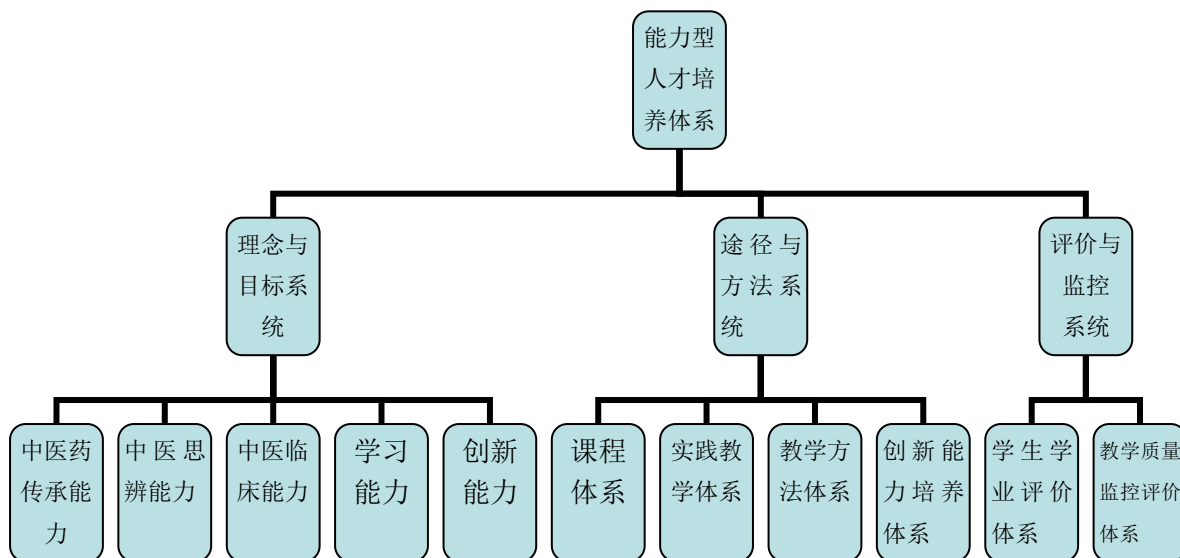 能力型
人才培
养体系
理念与
目标系
统
途径与
方法系
统
评价与
监控
系统
中医药
传承能
力
中医思
辨能力
中医临
床能力
学习
能力
创新
能力
课程
体系
实践教
学体系
教学方
法体系
创新能
力培养
体系
学生学
业评价
体系
教学质量
监控评价
体系